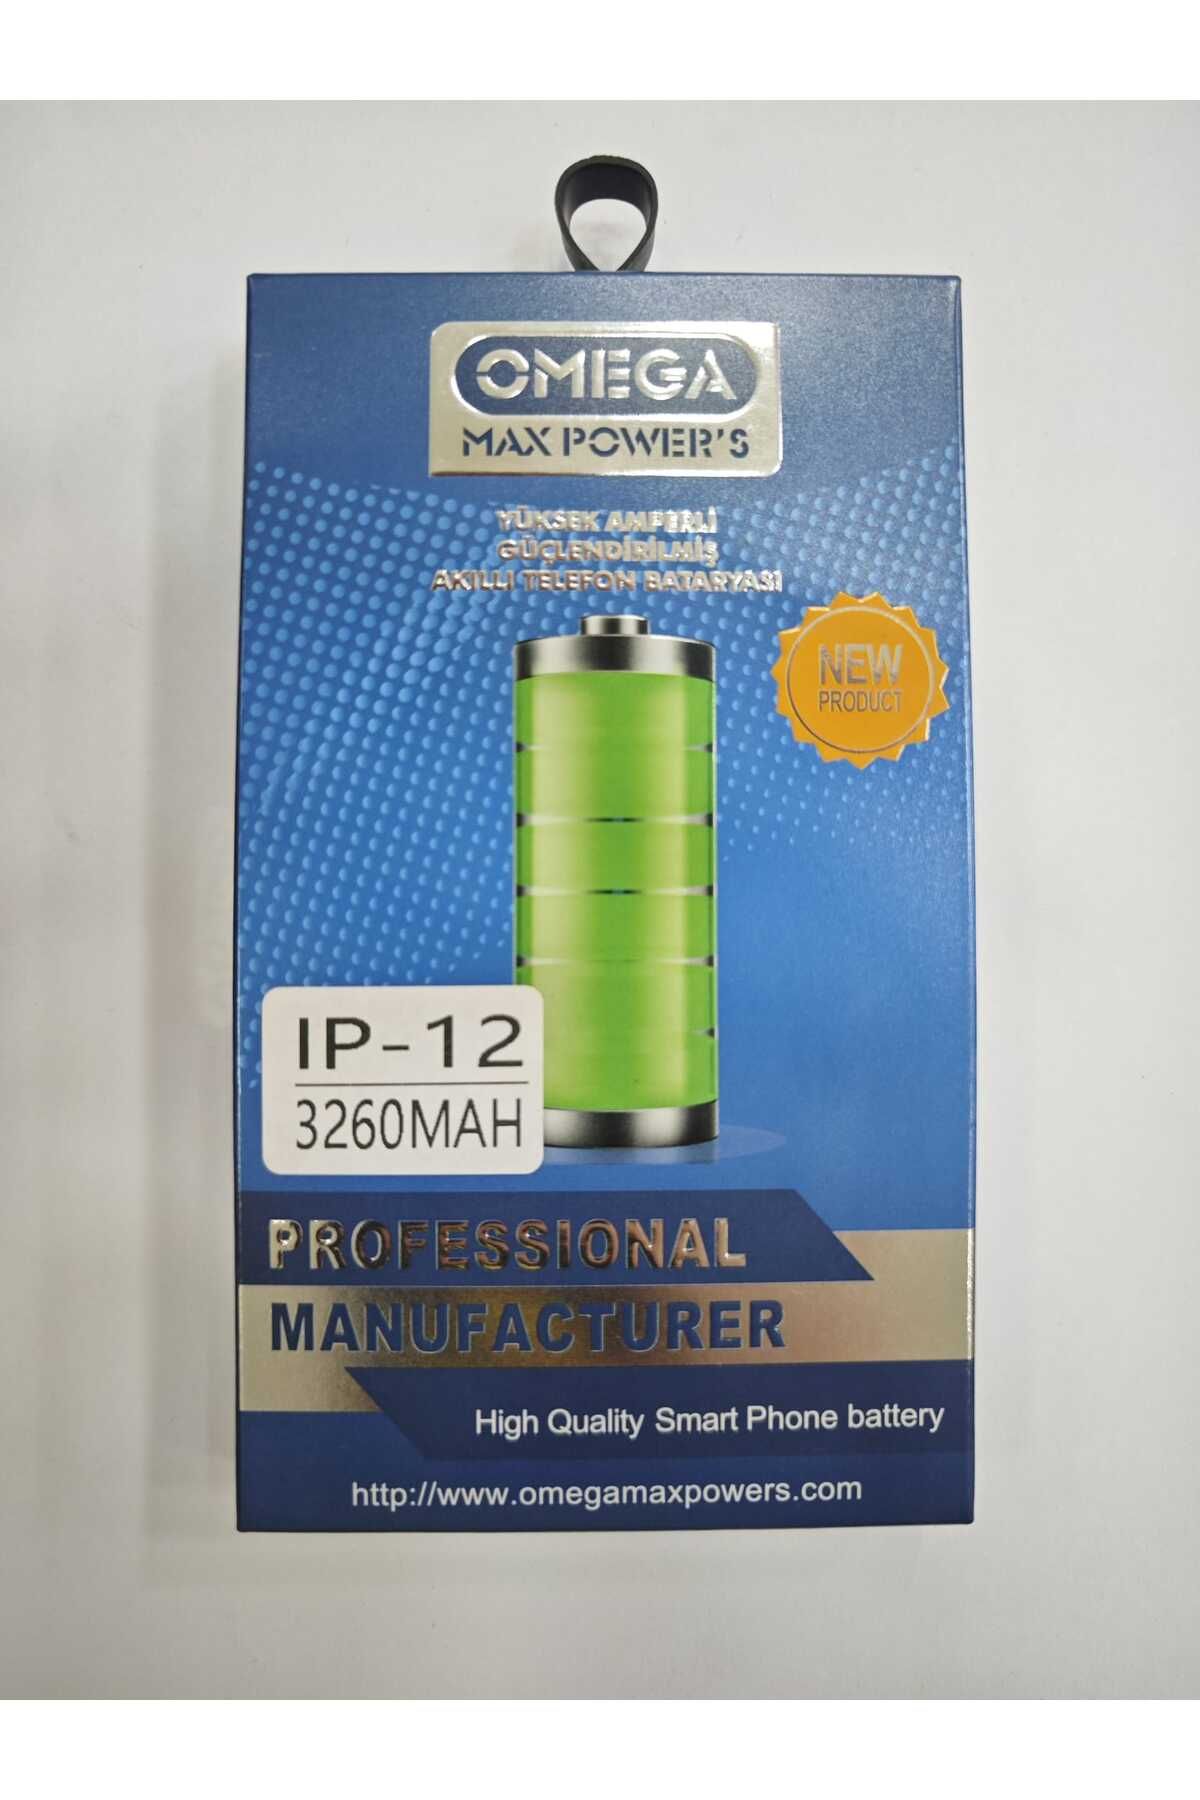 OMEGA
MAX POWER'S
YÜKSEK AMPERLİ
GÜÇLENDİRİLMİŞ
AKILLI TELEFON BATARYASI
NEW
PRODUCT
IP-12
3260MAH
PROFESSIONAL
MANUFACTURER
High Quality Smart Phone battery
http://www.omegamaxpowers.com